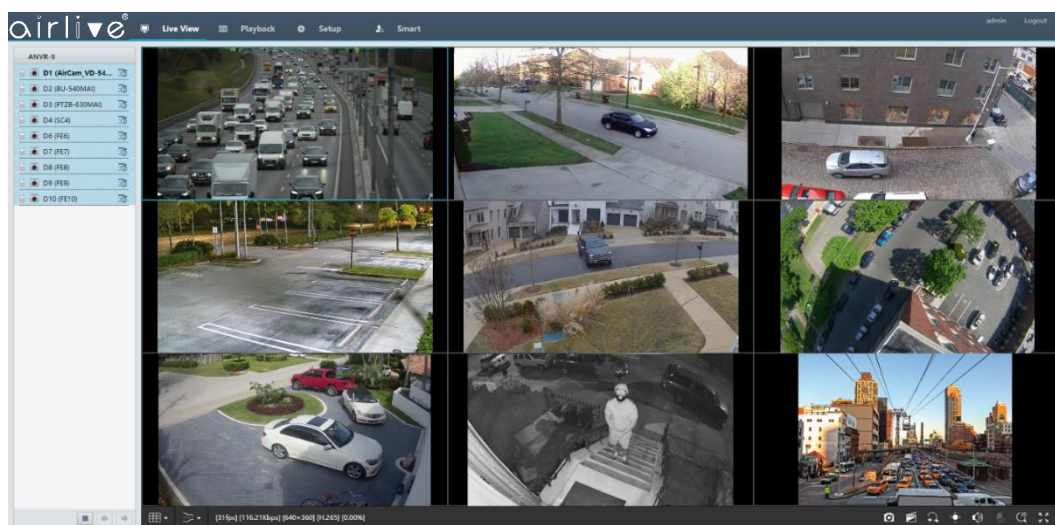 airlive®
Live View
Playback
Setup
Smart
admin
Logout
ANVR-8
D1 (AirCam_VD-54...
D2 (BU-540MAI)
D3 (PTZB-630MAI)
D4 (SC4)
D6 (FE6)
D7 (FE7)
D8 (FE8)
D9 (FE9)
D10 (FE10)
[31fps] [116.21Kbps] [640×360] [H.265] [0.00%]